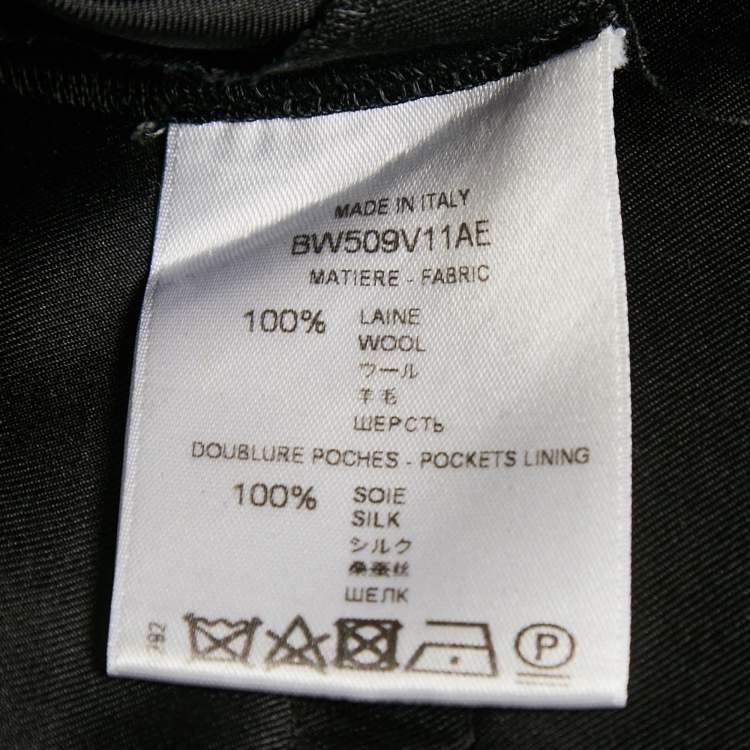 MADE IN ITALY
BW509V11AE
MATIERE - FABRIC
100% LAINE
WOOL
ウール
羊毛
ШЕРСТЬ
DOUBLURE POCHES - POCKETS LINING
100% SOIE
SILK
シルク
桑蚕丝
ШЕЛК
292
P